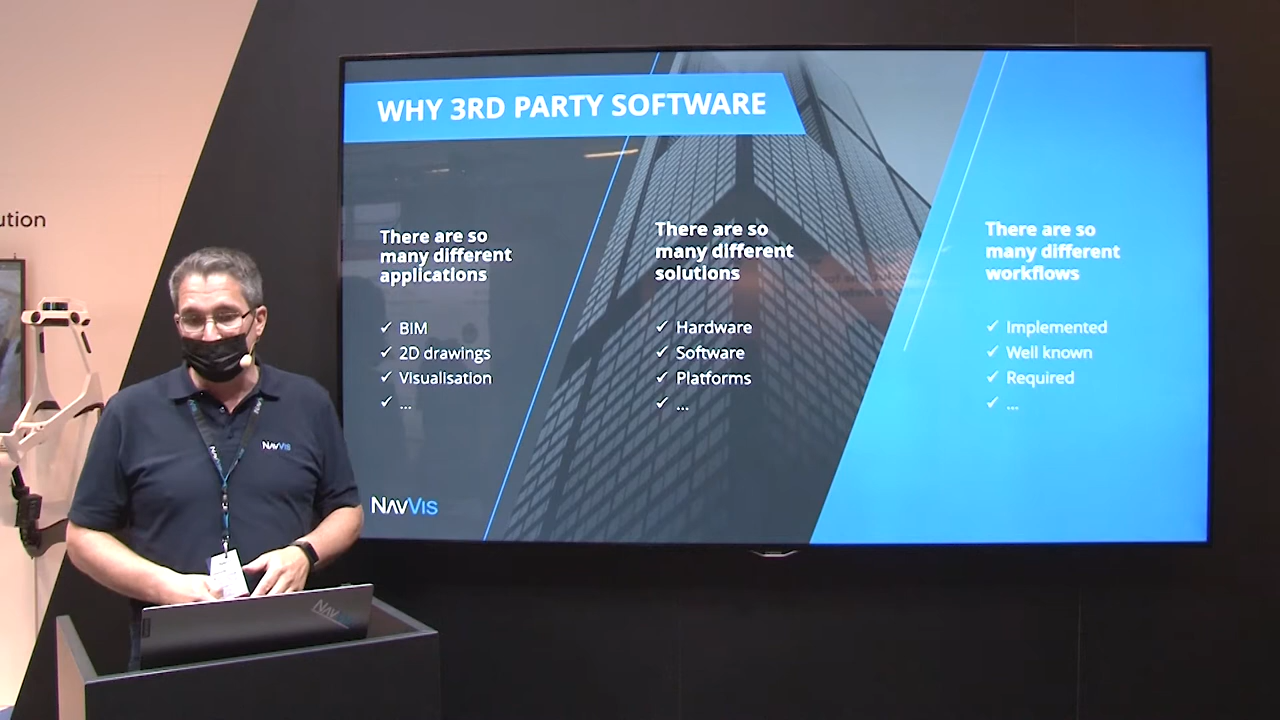 WHY 3RD PARTY SOFTWARE
ution
There are so
many different
applications
✓ BIM
✓ 2D drawings
✓ Visualisation
✓ ...
There are so
many different
solutions
✓ Hardware
✓ Software
✓ Platforms
✓ ...
There are so
many different
workflows
✓ Implemented
✓ Well known
✓ Required
✓ ...
NAVVIS
NAVVIS
NAVVIS